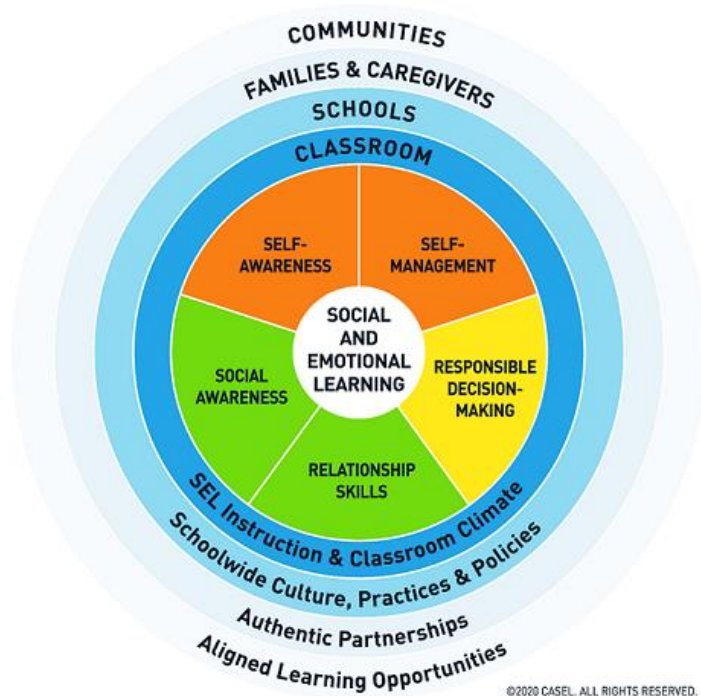 COMMUNITIES
FAMILIES & CAREGIVERS
SCHOOLS
CLASSROOM
SELF-
AWARENESS
SELF-
MANAGEMENT
SOCIAL
AND
EMOTIONAL
LEARNING
SOCIAL
AWARENESS
RESPONSIBLE
DECISION-
MAKING
RELATIONSHIP
SKILLS
SEL Instruction & Classroom Climate
Schoolwide Culture, Practices & Policies
Authentic Partnerships
Aligned Learning Opportunities
©2020 CASEL. ALL RIGHTS RESERVED.